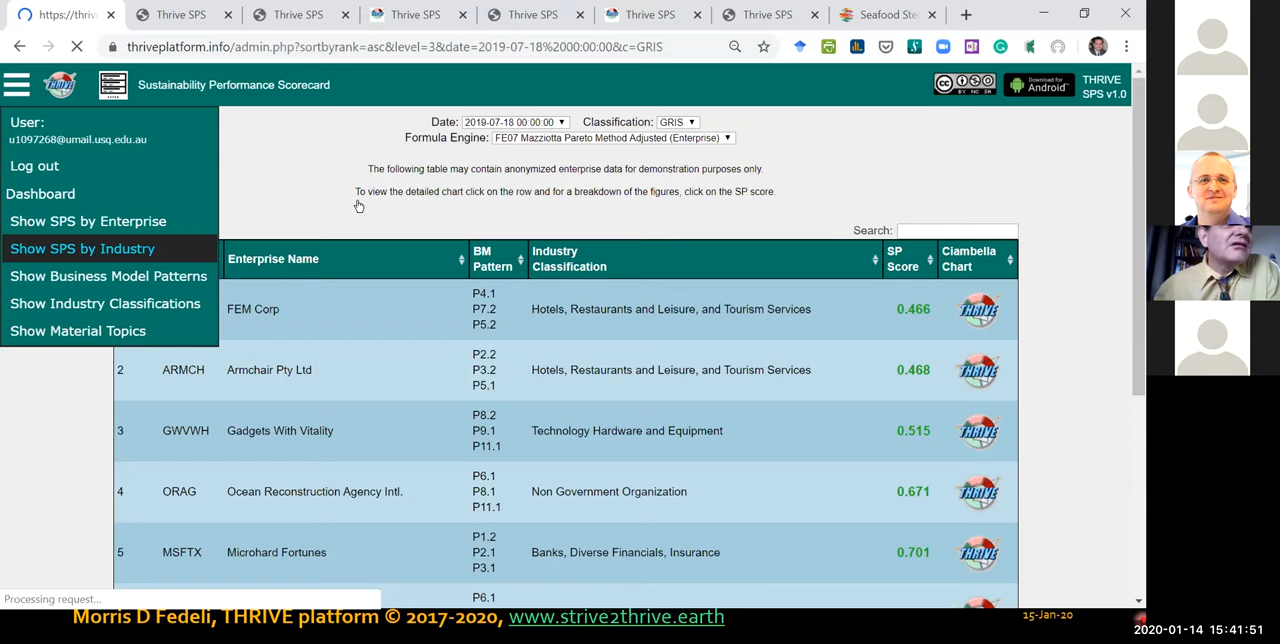 https://thriv
Thrive SPS
Thrive SPS
Thrive SPS
Thrive SPS
Thrive SPS
Thrive SPS
Seafood Ste
thriveplatform.info/admin.php?sortbyrank=asc&level=3&date=2019-07-18%2000:00:00&c=GRIS
Sustainability Performance Scorecard
Download for
Android
THRIVE
SPS v1.0
User:
u1097268@umail.usq.edu.au
Log out
Dashboard
Show SPS by Enterprise
Show SPS by Industry
Show Business Model Patterns
Show Industry Classifications
Show Material Topics
Date: 2019-07-18 00:00:00 Classification: GRIS
Formula Engine: FE07 Mazziotta Pareto Method Adjusted (Enterprise)
The following table may contain anonymized enterprise data for demonstration purposes only.
To view the detailed chart click on the row and for a breakdown of the figures, click on the SP score.
Search:
Enterprise Name
BM
Pattern
Industry
Classification
SP
Score
Ciambella
Chart
FEM Corp
P4.1
P7.2
P5.2
Hotels, Restaurants and Leisure, and Tourism Services
0.466
THRIVE
2
ARMCH
Armchair Pty Ltd
P2.2
P3.2
P5.1
Hotels, Restaurants and Leisure, and Tourism Services
0.468
THRIVE
3
GWVWH
Gadgets With Vitality
P8.2
P9.1
P11.1
Technology Hardware and Equipment
0.515
THRIVE
4
ORAG
Ocean Reconstruction Agency Intl.
P6.1
P8.1
P11.1
Non Government Organization
0.671
THRIVE
5
MSFTX
Microhard Fortunes
P1.2
P2.1
P3.1
Banks, Diverse Financials, Insurance
0.701
THRIVE
P6.1
Processing request...
Morris D Fedeli, THRIVE platform © 2017-2020, www.strive2thrive.earth
15-Jan-20
2020-01-14 15:41:51